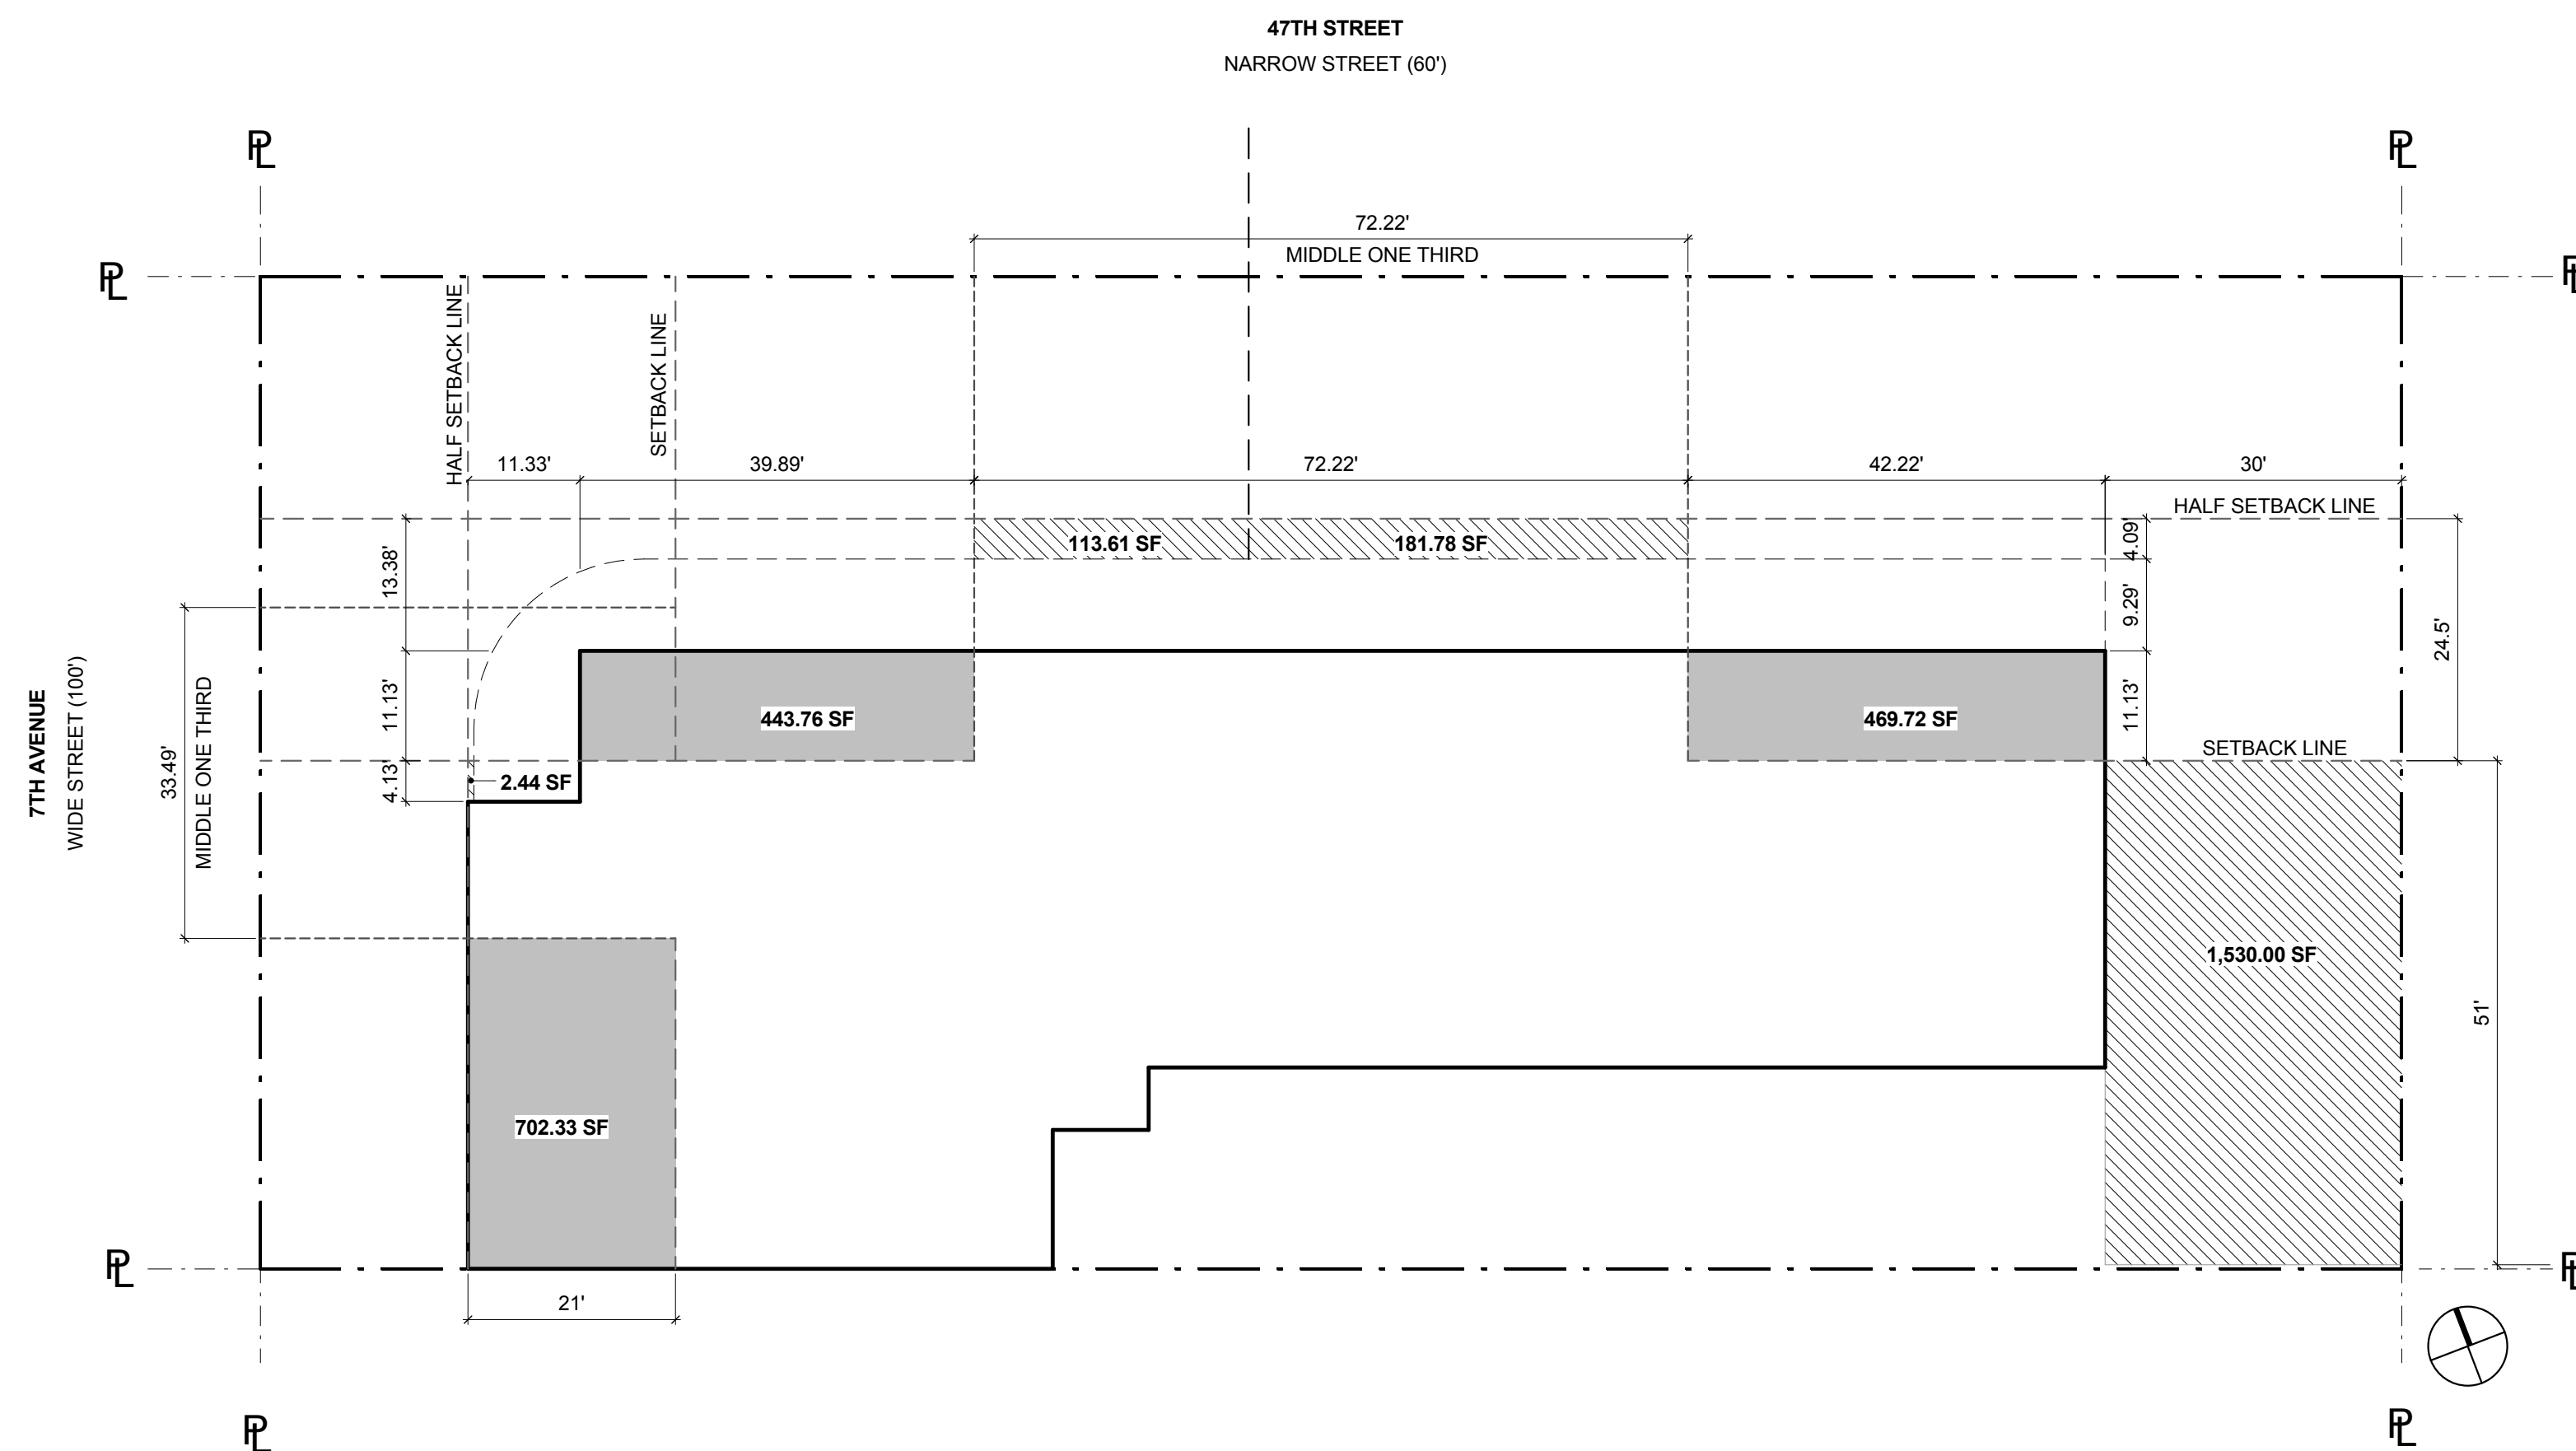 47TH STREET
NARROW STREET (60')
PL
PL
72.22'
MIDDLE ONE THIRD
PL
PL
HALF SETBACK LINE
SETBACK LINE
11.33'
39.89'
72.22'
42.22'
30'
HALF SETBACK LINE
113.61 SF
181.78 SF
4.09'
13.38'
9.29'
24.5'
7TH AVENUE
WIDE STREET (100')
33.49'
MIDDLE ONE THIRD
11.13'
443.76 SF
469.72 SF
11.13'
SETBACK LINE
4.13'
2.44 SF
1,530.00 SF
51'
702.33 SF
PL
PL
21'
PL
PL